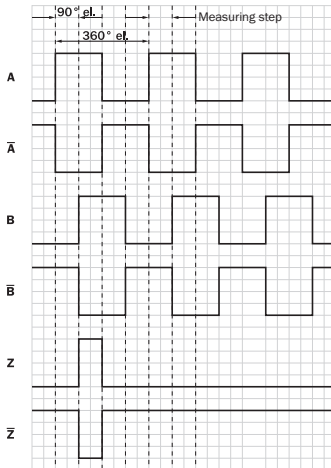 90° el.
Measuring step
360° el.
A
A̅
B
B̅
Z
Z̅